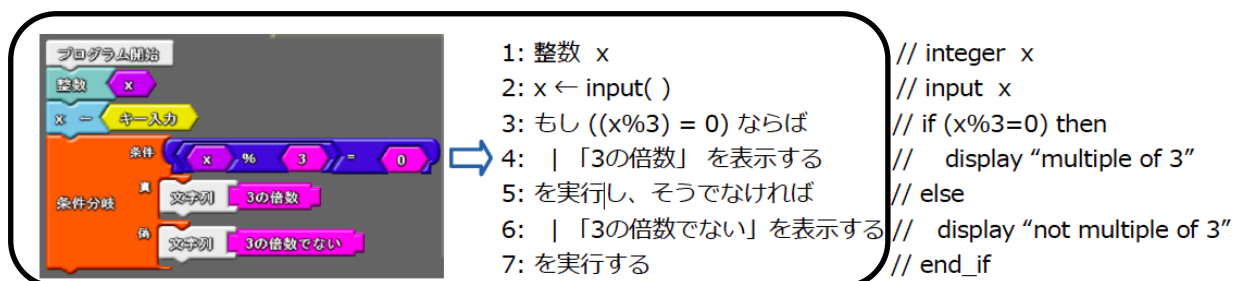 プログラム開始
整数 x
x ← キー入力
条件分岐
条件 x % 3 = 0
真 文字列 3の倍数
偽 文字列 3の倍数でない
1: 整数 x // integer x
2: x ← input( ) // input x
3: もし ((x%3) = 0) ならば // if (x%3=0) then
4: | 「3の倍数」 を表示する // display “multiple of 3”
5: を実行し、そうでなければ // else
6: | 「3の倍数でない」を表示する // display “not multiple of 3”
7: を実行する // end_if